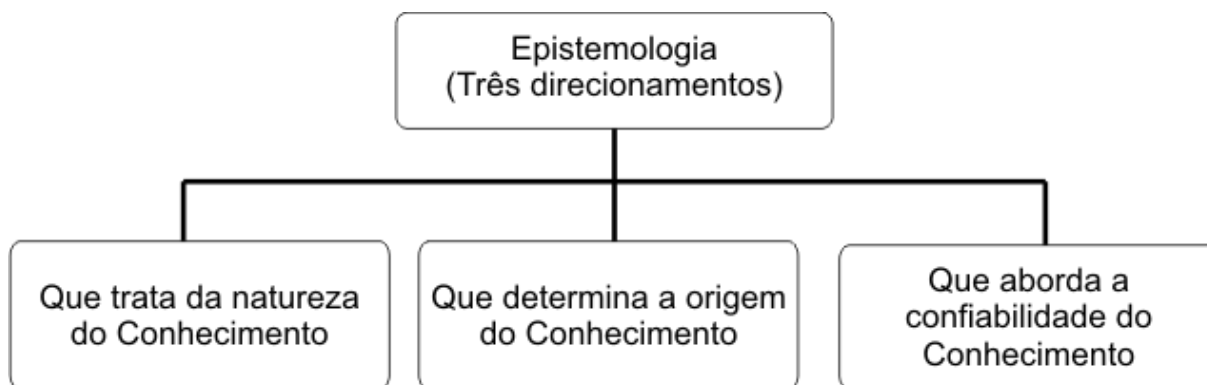 Epistemologia
(Três direcionamentos)
Que trata da natureza
do Conhecimento
Que determina a origem
do Conhecimento
Que aborda a
confiabilidade do
Conhecimento